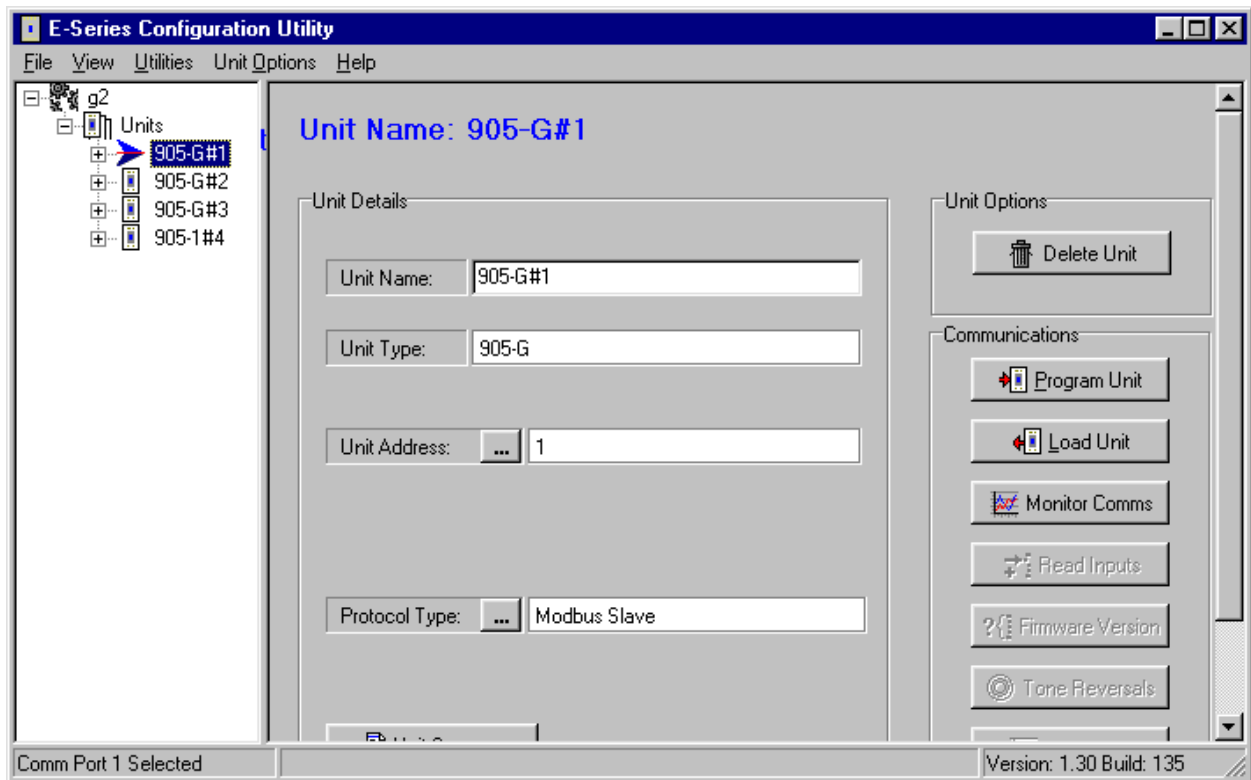 E-Series Configuration Utility
File View Utilities Unit Options Help
g2
Units
905-G#1
905-G#2
905-G#3
905-1#4
Unit Name: 905-G#1
Unit Details
Unit Name: 905-G#1
Unit Type: 905-G
Unit Address: ... 1
Protocol Type: ... Modbus Slave
Unit Options
Delete Unit
Communications
Program Unit
Load Unit
Monitor Comms
Read Inputs
Firmware Version
Tone Reversals
Comm Port 1 Selected
Version: 1.30 Build: 135